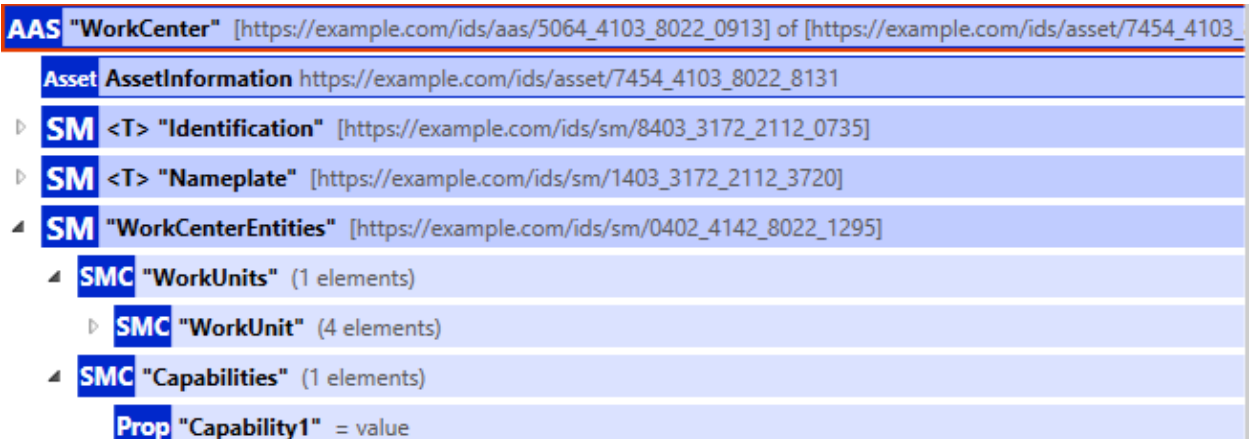 AAS "WorkCenter" [https://example.com/ids/aas/5064_4103_8022_0913] of [https://example.com/ids/asset/7454_4103_
Asset AssetInformation https://example.com/ids/asset/7454_4103_8022_8131
SM <T> "Identification" [https://example.com/ids/sm/8403_3172_2112_0735]
SM <T> "Nameplate" [https://example.com/ids/sm/1403_3172_2112_3720]
SM "WorkCenterEntities" [https://example.com/ids/sm/0402_4142_8022_1295]
SMC "WorkUnits" (1 elements)
SMC "WorkUnit" (4 elements)
SMC "Capabilities" (1 elements)
Prop "Capability1" = value